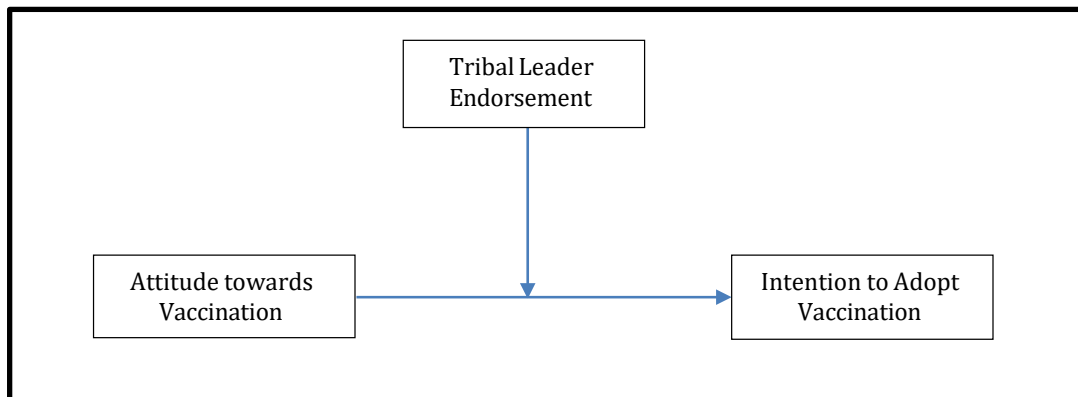 Tribal Leader
Endorsement
Attitude towards
Vaccination
Intention to Adopt
Vaccination